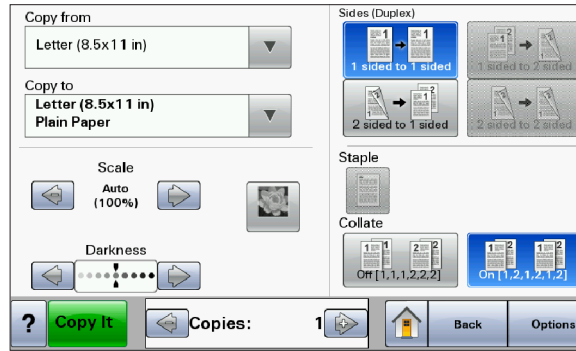 Copy from
Letter (8.5x11 in)
Copy to
Letter (8.5x11 in)
Plain Paper
Scale
Auto
(100%)
Darkness
Sides (Duplex)
1 sided to 1 sided
1 sided to 2 sided
2 sided to 1 sided
2 sided to 2 sided
Staple
Collate
Off [1,1,1,2,2,2]
On [1,2,1,2,1,2]
?
Copy It
Copies:
1
Back
Options